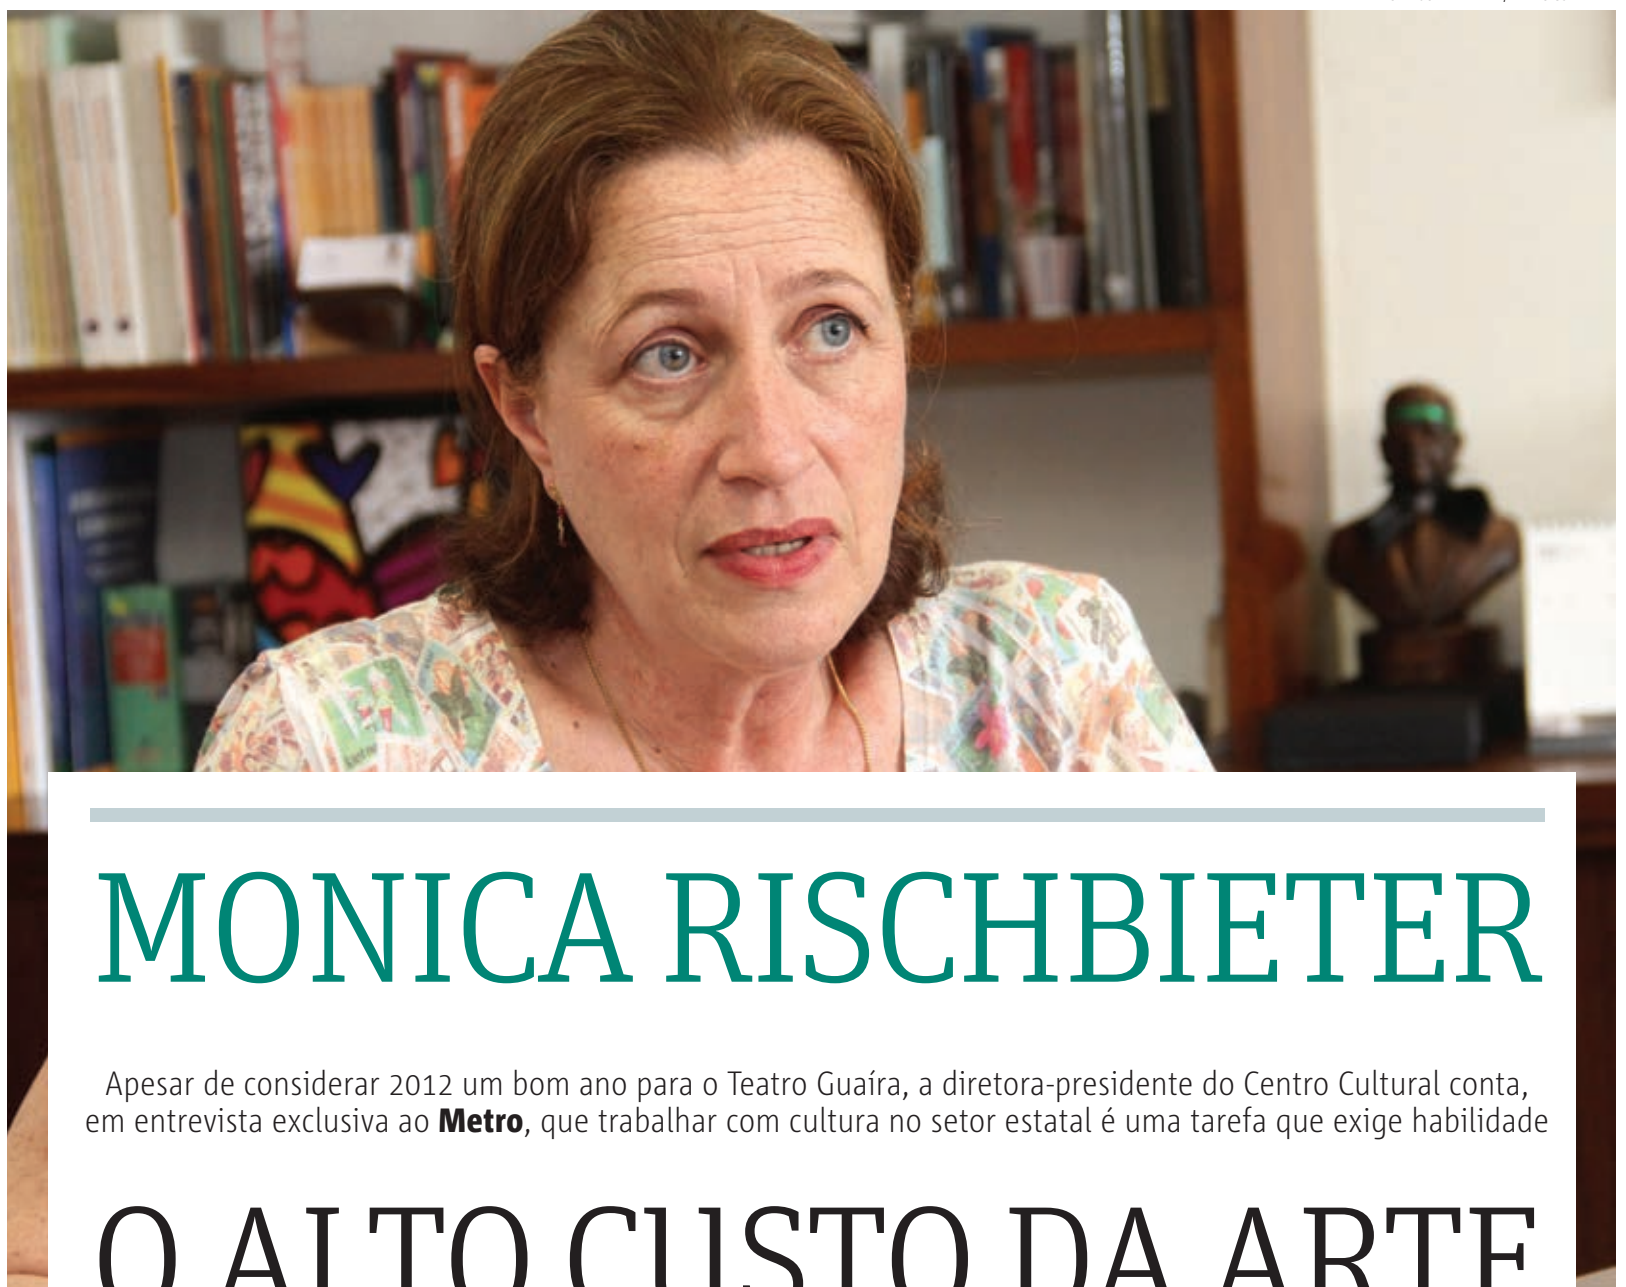 MONICA RISCHBIETER
Apesar de considerar 2012 um bom ano para o Teatro Guaíra, a diretora-presidente do Centro Cultural conta,
em entrevista exclusiva ao Metro, que trabalhar com cultura no setor estatal é uma tarefa que exige habilidade
O ALTO CUSTO DA ARTE